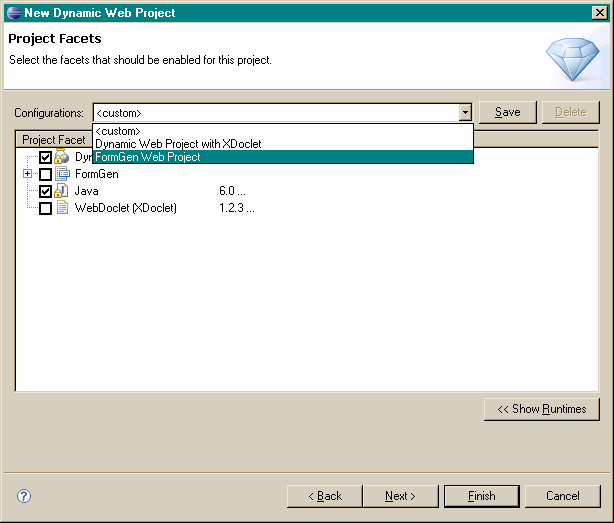 New Dynamic Web Project
Project Facets
Select the facets that should be enabled for this project.
Configurations: <custom> Save Delete
<custom>
Dynamic Web Project with XDoclet
FormGen Web Project
Project Facet
FormGen
Java 6.0 ...
WebDoclet (XDoclet) 1.2.3 ...
<< Show Runtimes
? < Back Next > Finish Cancel